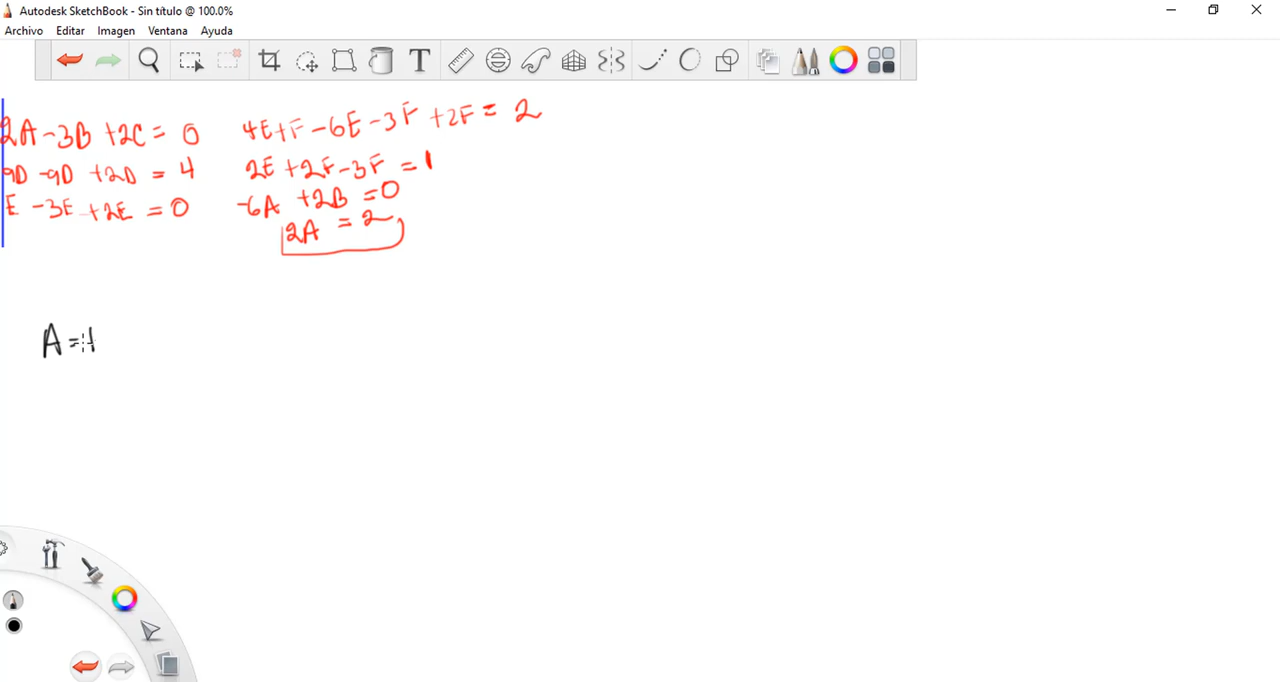 Autodesk SketchBook - Sin título @ 100.0%
Archivo Editar Imagen Ventana Ayuda
2A - 3B + 2C = 0
9D - 9D + 2D = 4
E - 3E + 2E = 0
4E + F - 6E - 3F + 2F = 2
2E + 2F - 3F = 1
-6A + 2B = 0
2A = 2
A = 1